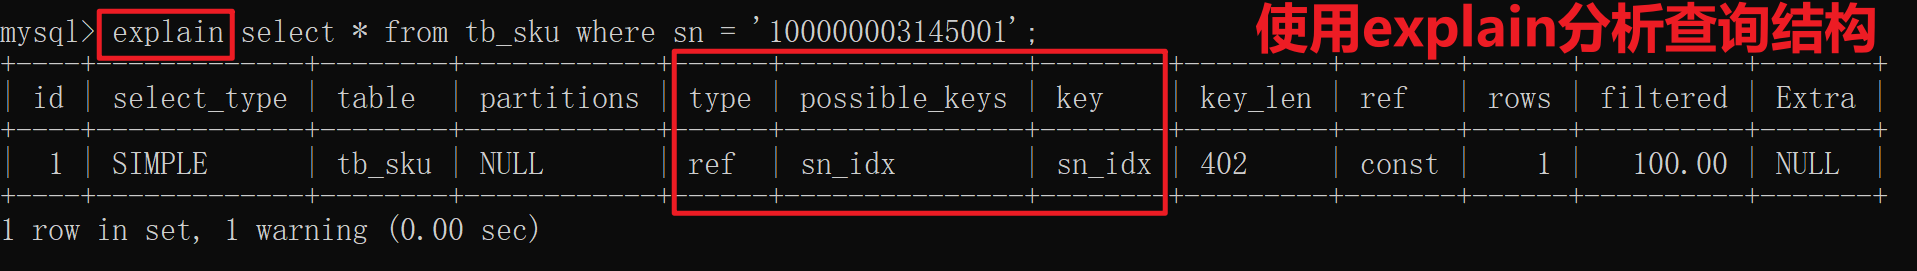 mysql> explain select * from tb_sku where sn = '100000003145001';
使用explain分析查询结构
+----+-------------+--------+------------+------+---------------+--------+---------+-------+------+----------+-------+
| id | select_type | table | partitions | type | possible_keys | key | key_len | ref | rows | filtered | Extra |
+----+-------------+--------+------------+------+---------------+--------+---------+-------+------+----------+-------+
| 1 | SIMPLE | tb_sku | NULL | ref | sn_idx | sn_idx | 402 | const | 1 | 100.00 | NULL |
+----+-------------+--------+------------+------+---------------+--------+---------+-------+------+----------+-------+
1 row in set, 1 warning (0.00 sec)